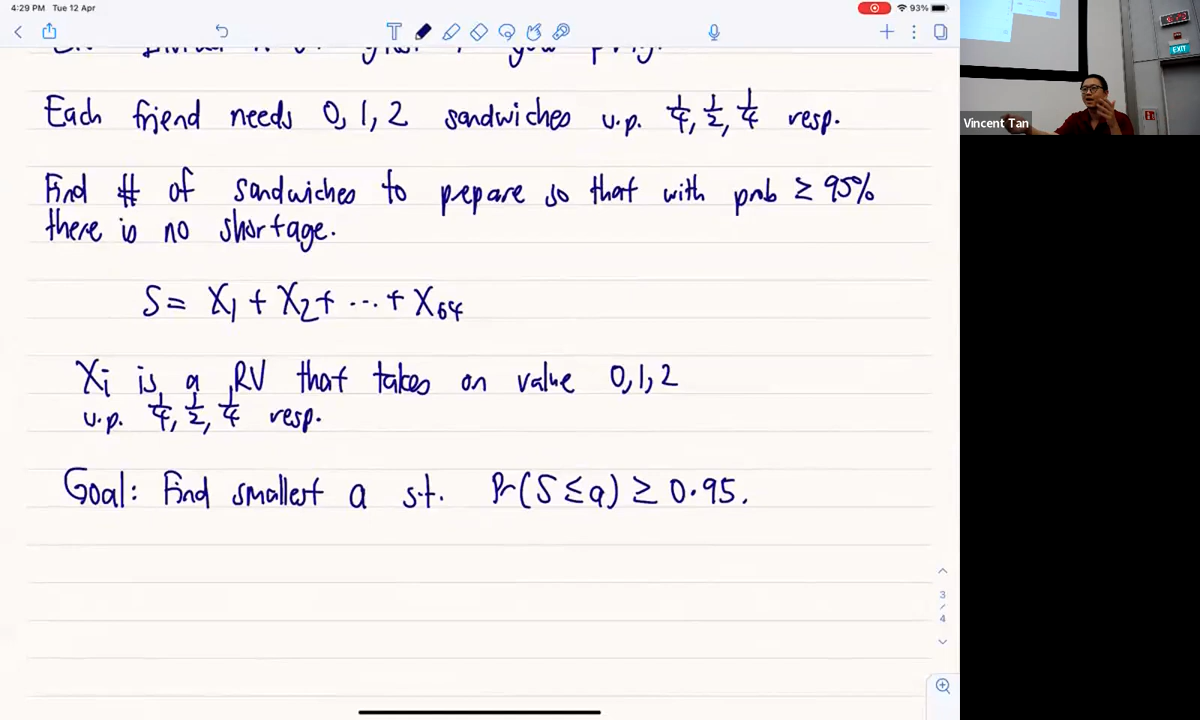 4:29 PM Tue 12 Apr
93%
Each friend needs 0, 1, 2 sandwiches w.p. 1/4, 1/2, 1/4 resp.
Find # of sandwiches to prepare so that with prob ≥ 95%
there is no shortage.
S = X₁ + X₂ + ··· + X₆₄
Xᵢ is a RV that takes on value 0, 1, 2
w.p. 1/4, 1/2, 1/4 resp.
Goal: Find smallest a s.t. Pr(S ≤ a) ≥ 0.95.
3
/
4
EXIT
Vincent Tan